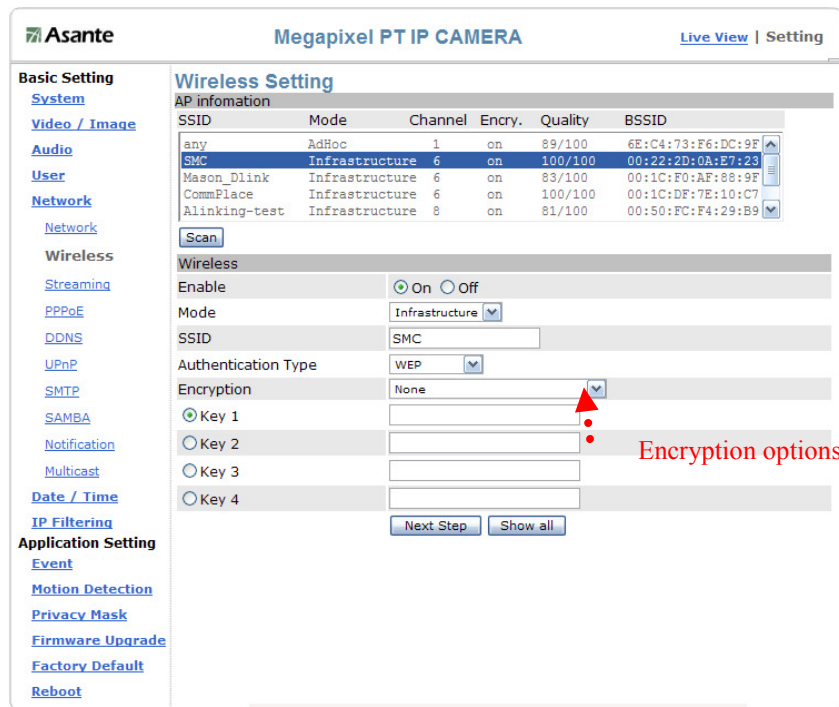 Asante
Megapixel PT IP CAMERA
Live View | Setting
Basic Setting
System
Video / Image
Audio
User
Network
Network
Wireless
Streaming
PPPoE
DDNS
UPnP
SMTP
SAMBA
Notification
Multicast
Date / Time
IP Filtering
Application Setting
Event
Motion Detection
Privacy Mask
Firmware Upgrade
Factory Default
Reboot
Wireless Setting
AP infomation
SSID Mode Channel Encry. Quality BSSID
any AdHoc 1 on 89/100 6E:C4:73:F6:DC:9F
SMC Infrastructure 6 on 100/100 00:22:2D:0A:E7:23
Mason_Dlink Infrastructure 6 on 83/100 00:1C:F0:AF:88:9F
CommPlace Infrastructure 6 on 100/100 00:1C:DF:7E:10:C7
Alinking-test Infrastructure 8 on 81/100 00:50:FC:F4:29:B9
Scan
Wireless
Enable On Off
Mode Infrastructure
SSID SMC
Authentication Type WEP
Encryption None
Key 1
Key 2
Encryption options
Key 3
Key 4
Next Step Show all